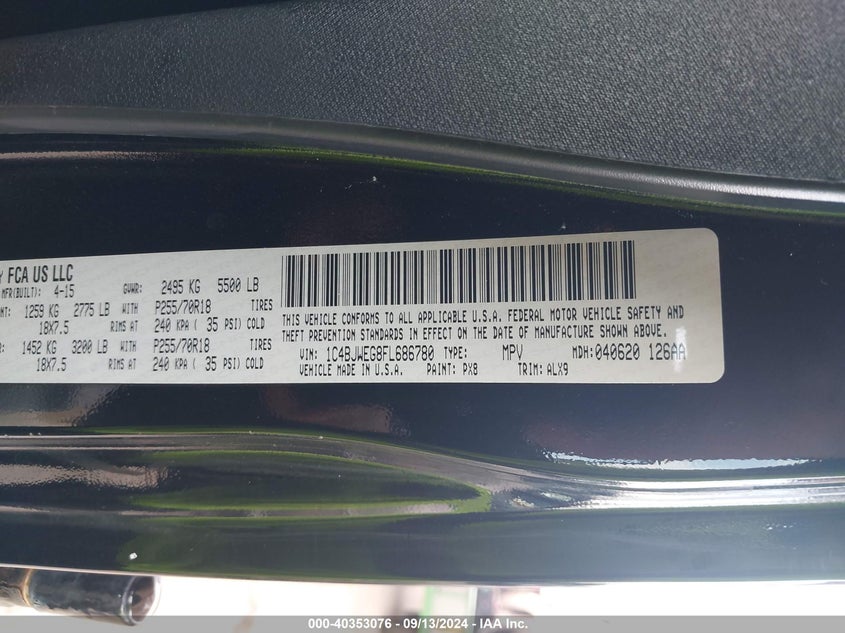 FCA US LLC
MFR(BUILT): 4-15 GVWR: 2495 KG 5500 LB
1259 KG 2775 LB WITH P255/70R18 TIRES
18X7.5 RIMS AT 240 KPA ( 35 PSI) COLD
1452 KG 3200 LB WITH P255/70R18 TIRES
18X7.5 RIMS AT 240 KPA ( 35 PSI) COLD
THIS VEHICLE CONFORMS TO ALL APPLICABLE U.S.A. FEDERAL MOTOR VEHICLE SAFETY AND
THEFT PREVENTION STANDARDS IN EFFECT ON THE DATE OF MANUFACTURE SHOWN ABOVE.
VIN: 1C4BJWEG8FL686780 TYPE: MPV MDH: 040620 126AA
VEHICLE MADE IN U.S.A. PAINT: PX8 TRIM: ALX9
000-40353076 - 09/13/2024 - IAA Inc.